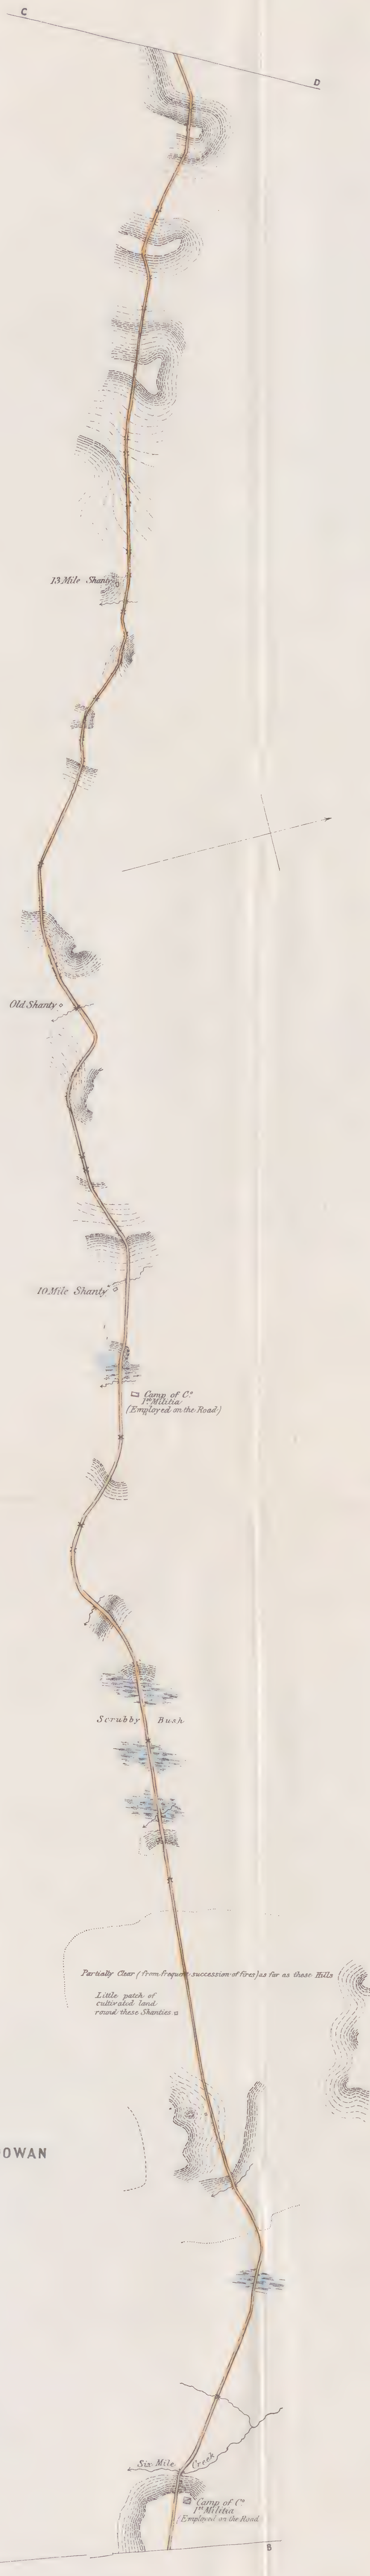 C
D
13 Mile Shanty
Old Shanty
10 Mile Shanty
Camp of Cº
1st Militia
(Employed on the Road)
Scrubby Bush
Partially Clear (from frequent succession of fires) as far as these Hills
Little patch of
cultivated land
round these Shanties
OWAN
Six Mile Creek
Camp of Cº
1st Militia
(Employed on the Road)
B